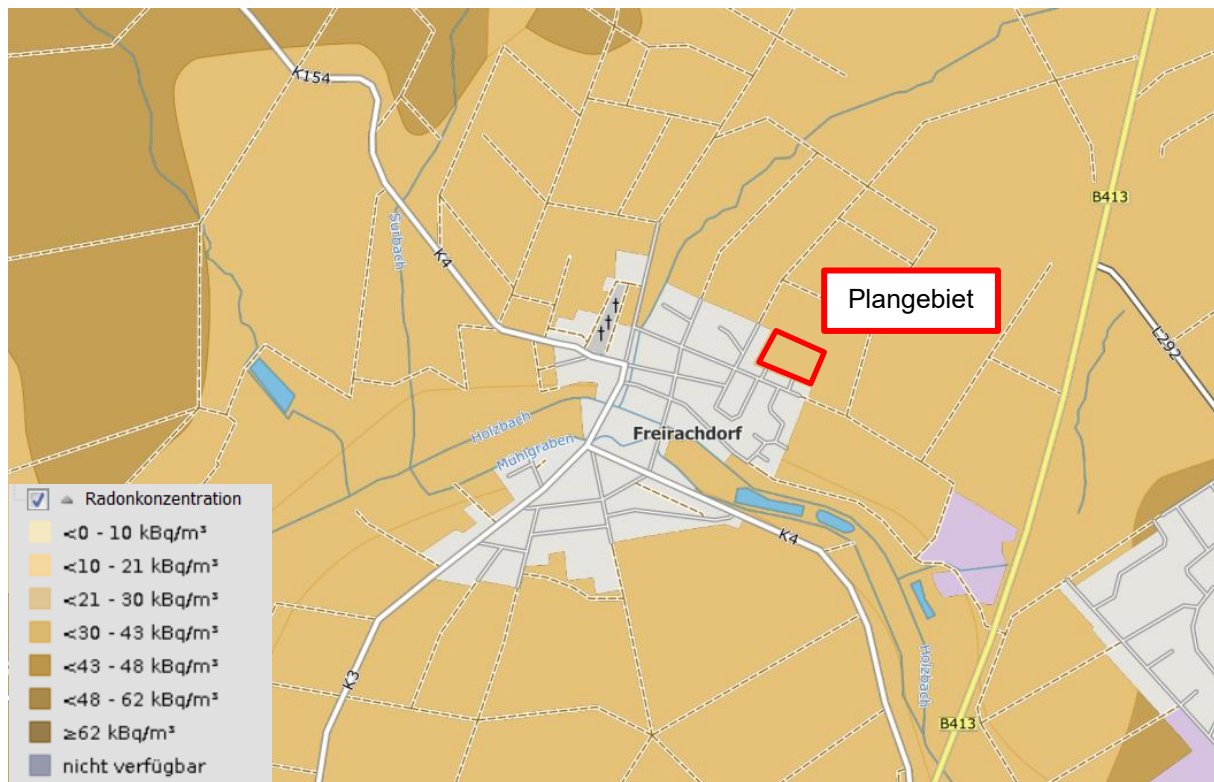 K154
B413
Surbach
K4
Plangebiet
L292
Holzbach
Mühlgraben
Freirachdorf
K4
K3
Holzbach
B413
Radonkonzentration
<0 - 10 kBq/m³
<10 - 21 kBq/m³
<21 - 30 kBq/m³
<30 - 43 kBq/m³
<43 - 48 kBq/m³
<48 - 62 kBq/m³
≥62 kBq/m³
nicht verfügbar